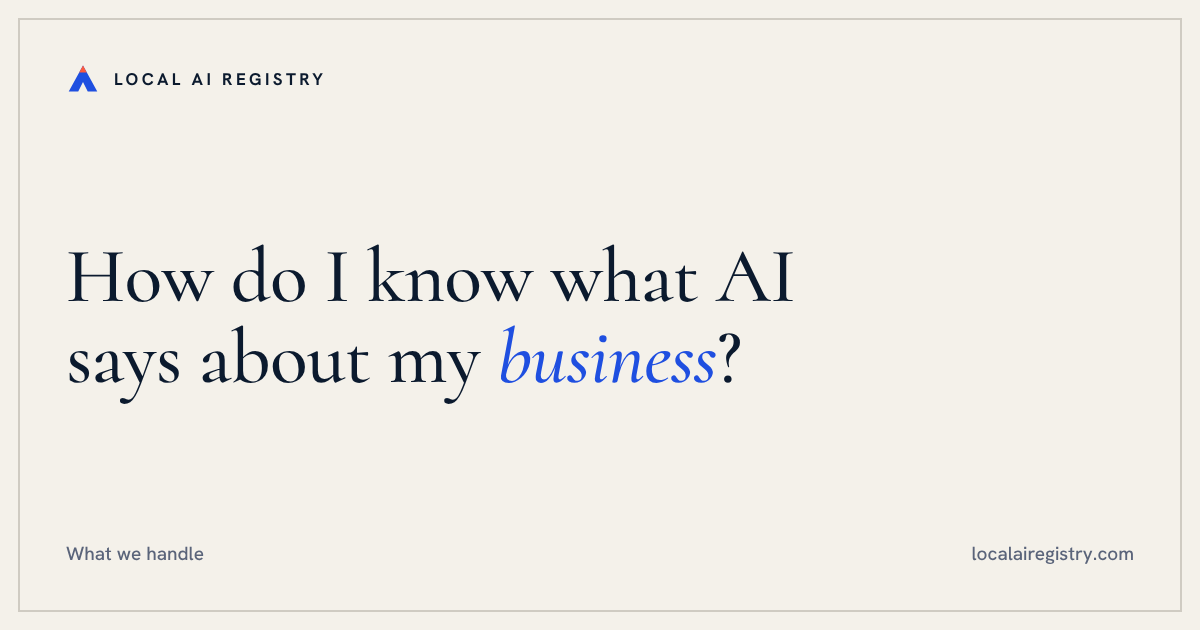 LOCAL AI REGISTRY
How do I know what AI
says about my business?
What we handle
localairegistry.com